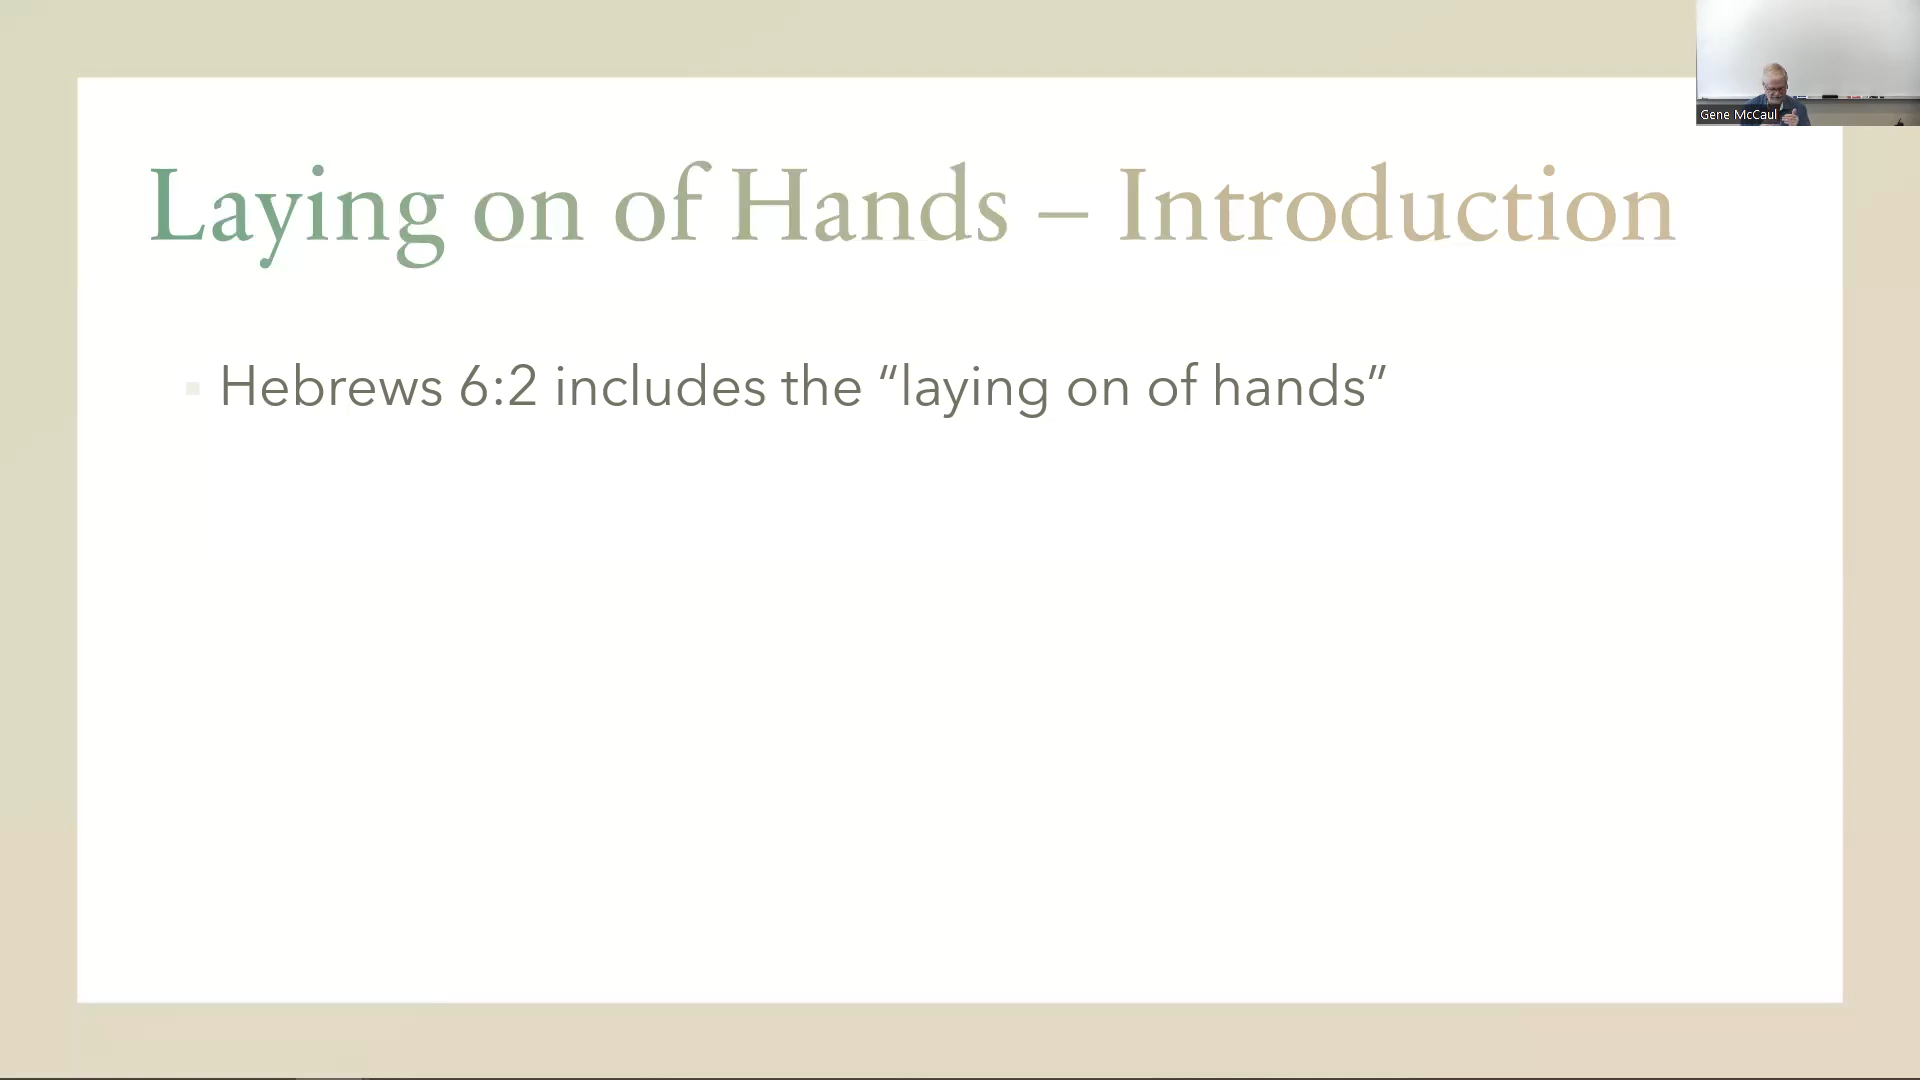 Gene McCaul
Laying on of Hands – Introduction
▪ Hebrews 6:2 includes the “laying on of hands”